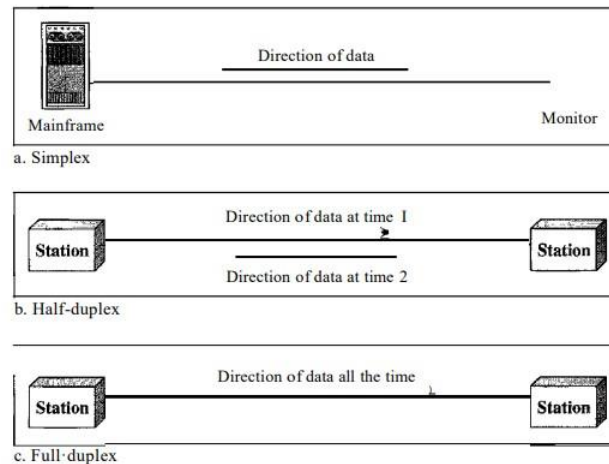 Direction of data
Mainframe
Monitor
a. Simplex
Direction of data at time I
Station
Station
Direction of data at time 2
b. Half-duplex
Direction of data all the time
Station
Station
c. Full·duplex